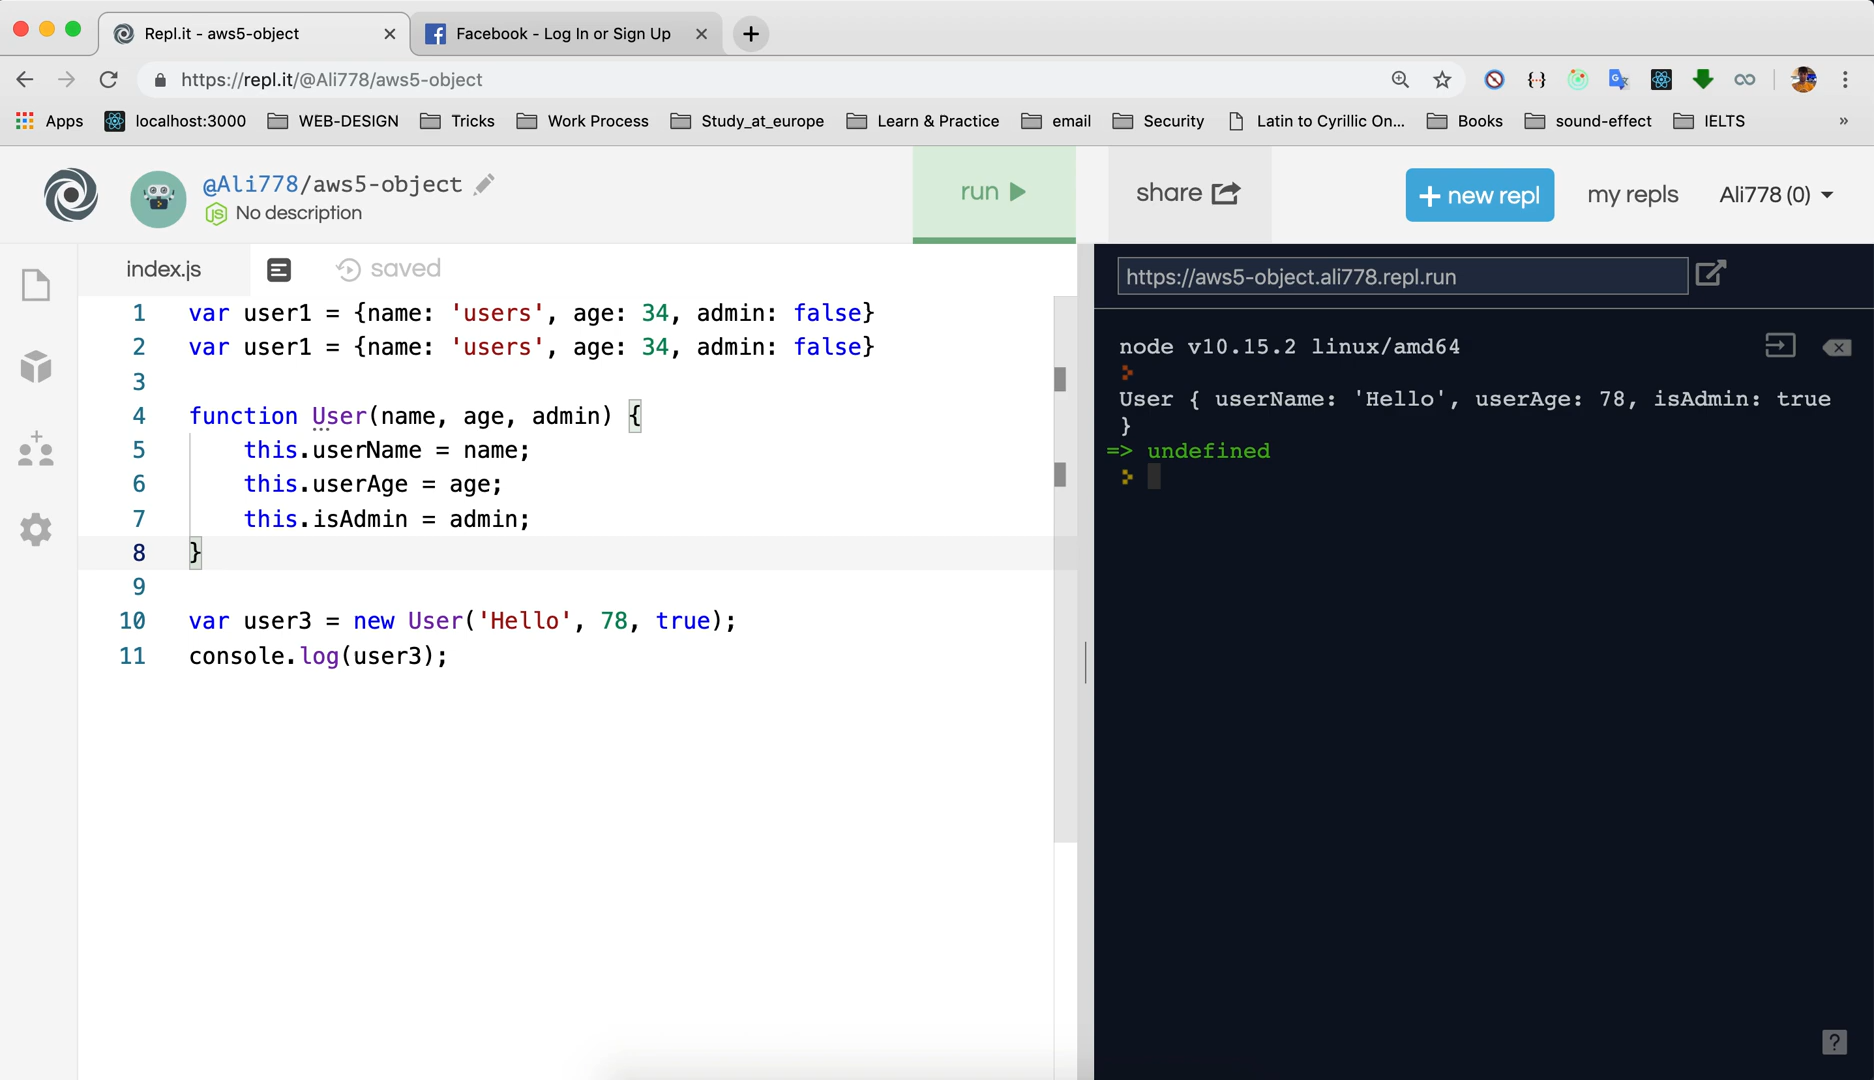 Repl.it - aws5-object
Facebook - Log In or Sign Up
https://repl.it/@Ali778/aws5-object
Apps localhost:3000 WEB-DESIGN Tricks Work Process Study_at_europe Learn & Practice email Security Latin to Cyrillic On... Books sound-effect IELTS »
@Ali778/aws5-object
No description
run
share
+ new repl
my repls
Ali778 (0)
index.js
saved
1 var user1 = {name: 'users', age: 34, admin: false}
2 var user1 = {name: 'users', age: 34, admin: false}
3
4 function User(name, age, admin) {
5 this.userName = name;
6 this.userAge = age;
7 this.isAdmin = admin;
8 }
9
10 var user3 = new User('Hello', 78, true);
11 console.log(user3);
https://aws5-object.ali778.repl.run
node v10.15.2 linux/amd64
User { userName: 'Hello', userAge: 78, isAdmin: true
}
=> undefined
?